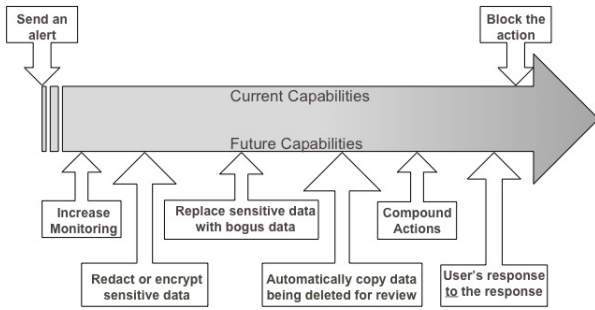 Send an
alert
Block the
action
Current Capabilities
Future Capabilities
Increase
Monitoring
Replace sensitive data
with bogus data
Compound
Actions
Redact or encrypt
sensitive data
Automatically copy data
being deleted for review
User's response
to the response